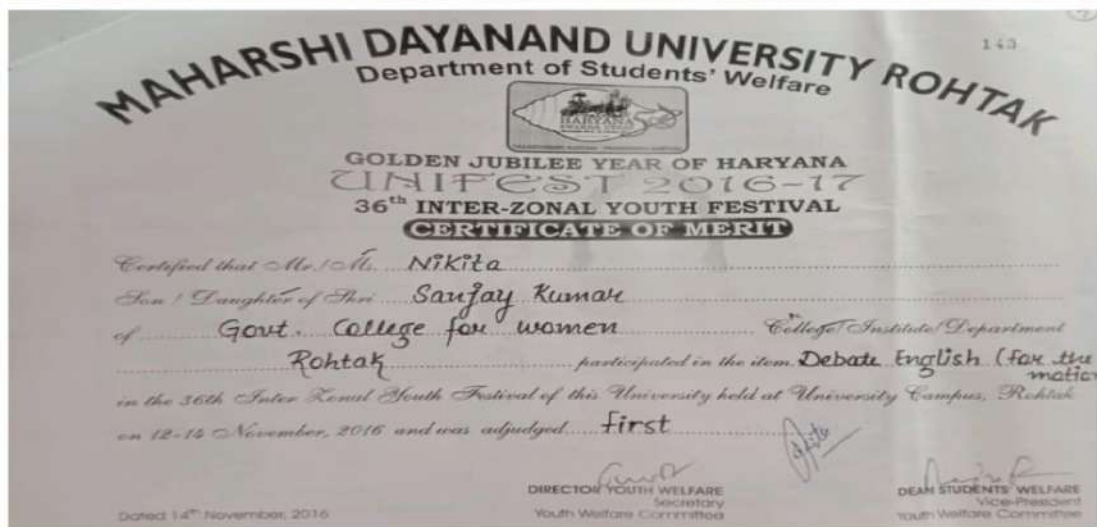 143
MAHARSHI DAYANAND UNIVERSITY ROHTAK
Department of Students' Welfare
HARYANA
GOLDEN JUBILEE YEAR OF HARYANA
UNIFEST 2016-17
36th INTER-ZONAL YOUTH FESTIVAL
CERTIFICATE OF MERIT
Certified that Mr./Ms. Nikita
Son / Daughter of Shri Sanjay Kumar
of Govt. College for women College/Institute/Department
Rohtak participated in the item Debate English (for the
motion
in the 36th Inter Zonal Youth Festival of this University held at University Campus, Rohtak
on 12-14 November, 2016 and was adjudged first
DIRECTOR YOUTH WELFARE
Secretary
Youth Welfare Committee
DEAN STUDENTS' WELFARE
Vice-President
Youth Welfare Committee
Dated 14th November, 2016